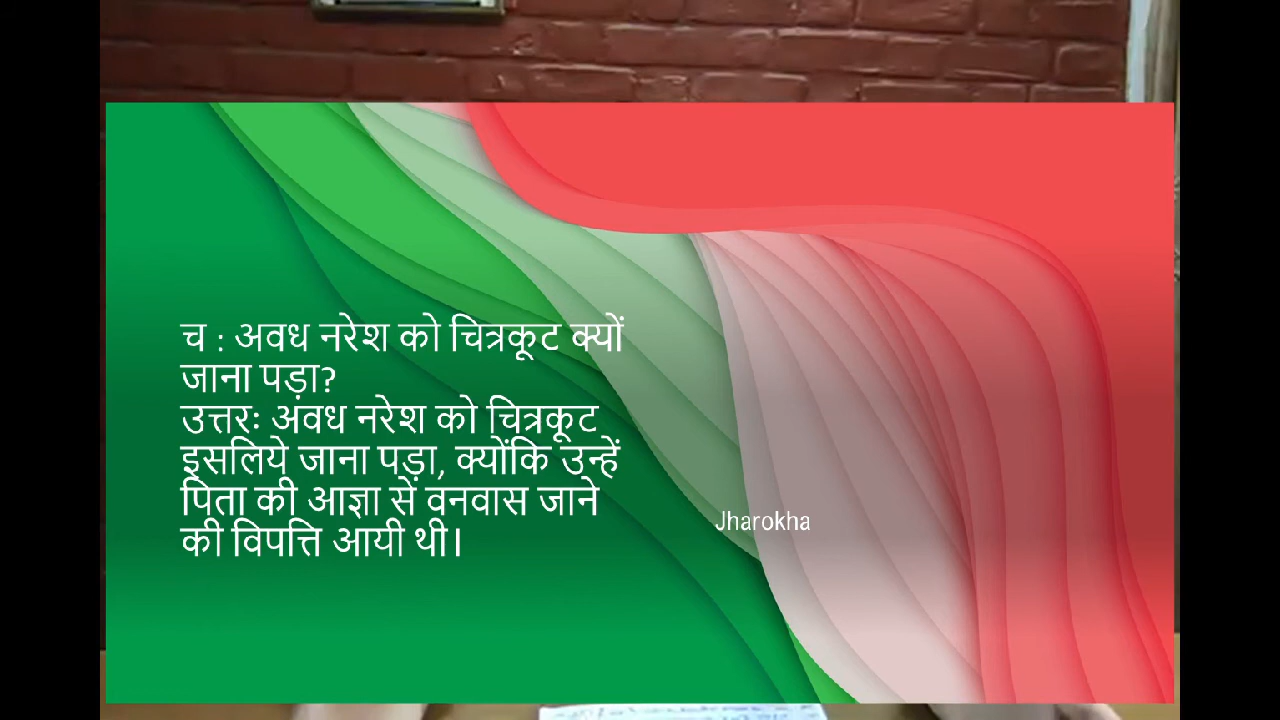 च : अवध नरेश को चित्रकूट क्यों
जाना पड़ा?
उत्तरः अवध नरेश को चित्रकूट
इसलिये जाना पड़ा, क्योंकि उन्हें
पिता की आज्ञा से वनवास जाने
की विपत्ति आयी थी।
Jharokha